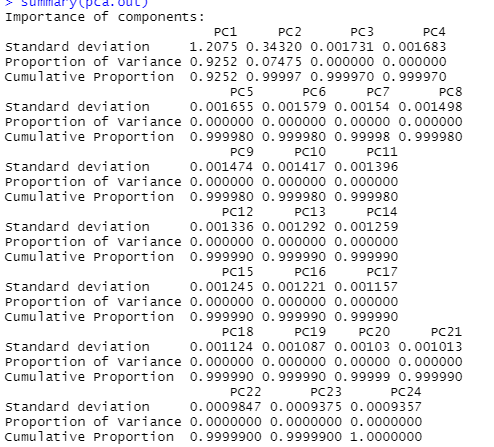 > summary(pca.out)
Importance of components:
PC1 PC2 PC3 PC4
Standard deviation 1.2075 0.34320 0.001731 0.001683
Proportion of Variance 0.9252 0.07475 0.000000 0.000000
Cumulative Proportion 0.9252 0.99997 0.999970 0.999970
PC5 PC6 PC7 PC8
Standard deviation 0.001655 0.001579 0.00154 0.001498
Proportion of Variance 0.000000 0.000000 0.00000 0.000000
Cumulative Proportion 0.999980 0.999980 0.99998 0.999980
PC9 PC10 PC11
Standard deviation 0.001474 0.001417 0.001396
Proportion of Variance 0.000000 0.000000 0.000000
Cumulative Proportion 0.999980 0.999980 0.999980
PC12 PC13 PC14
Standard deviation 0.001336 0.001292 0.001259
Proportion of Variance 0.000000 0.000000 0.000000
Cumulative Proportion 0.999990 0.999990 0.999990
PC15 PC16 PC17
Standard deviation 0.001245 0.001221 0.001157
Proportion of Variance 0.000000 0.000000 0.000000
Cumulative Proportion 0.999990 0.999990 0.999990
PC18 PC19 PC20 PC21
Standard deviation 0.001124 0.001087 0.00103 0.001013
Proportion of Variance 0.000000 0.000000 0.00000 0.000000
Cumulative Proportion 0.999990 0.999990 0.99999 0.999990
PC22 PC23 PC24
Standard deviation 0.0009847 0.0009375 0.0009357
Proportion of Variance 0.0000000 0.0000000 0.0000000
Cumulative Proportion 0.9999900 0.9999900 1.0000000